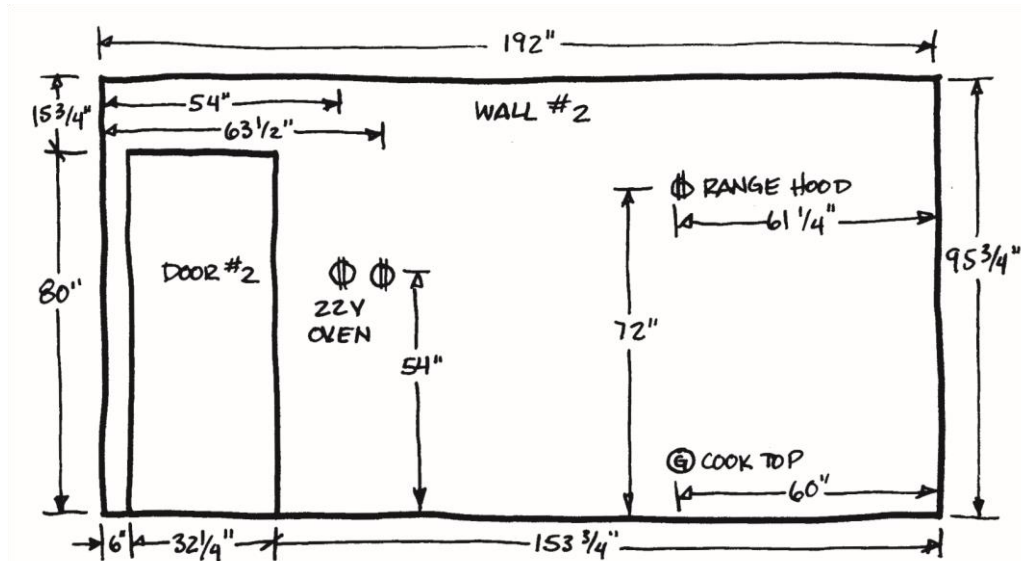 192"
15 3/4"
54"
WALL #2
63 1/2"
RANGE HOOD
61 1/4"
95 3/4"
DOOR #2
80"
22V
OVEN
72"
54"
G COOK TOP
60"
6" 32 1/4" 153 3/4"